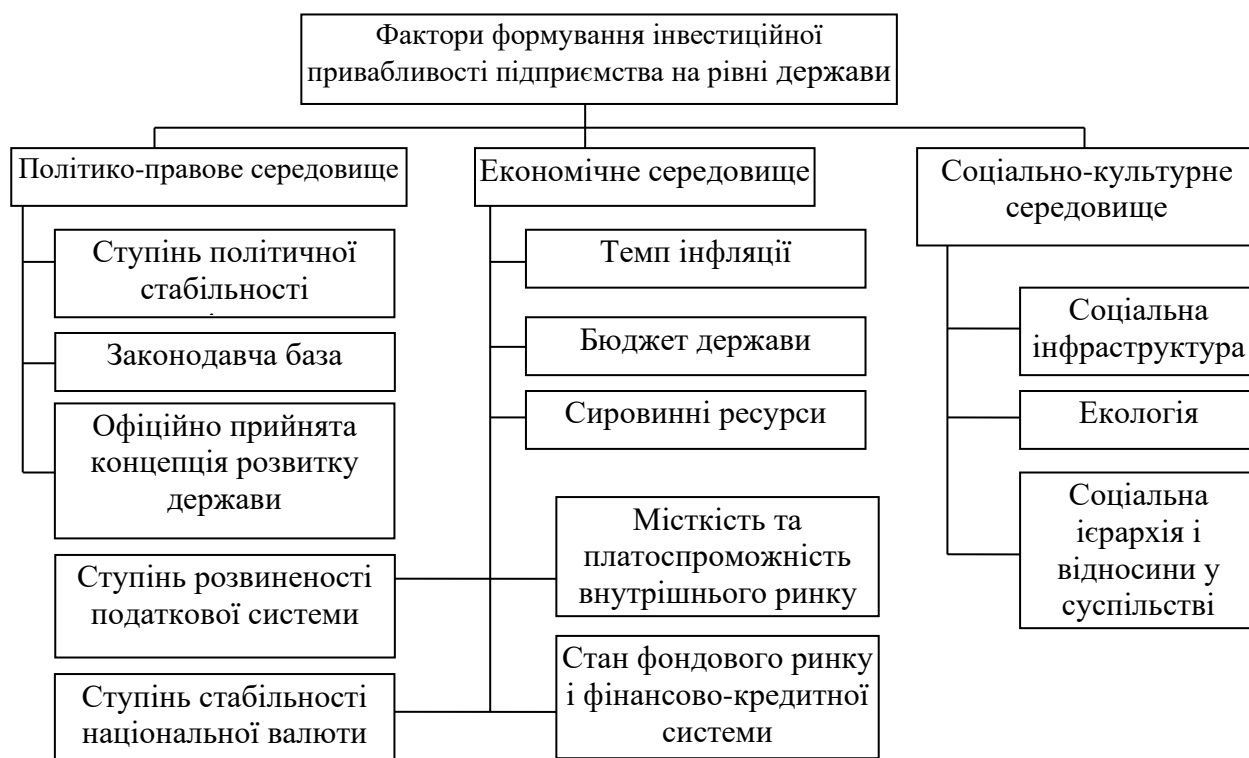 Фактори формування інвестиційної
привабливості підприємства на рівні держави
Політико-правове середовище
Економічне середовище
Соціально-культурне
середовище
Ступінь політичної
стабільності
Законодавча база
Офіційно прийнята
концепція розвитку
держави
Ступінь розвиненості
податкової системи
Ступінь стабільності
національної валюти
Темп інфляції
Бюджет держави
Сировинні ресурси
Місткість та
платоспроможність
внутрішнього ринку
Стан фондового ринку
і фінансово-кредитної
системи
Соціальна
інфраструктура
Екологія
Соціальна
ієрархія і
відносини у
суспільстві